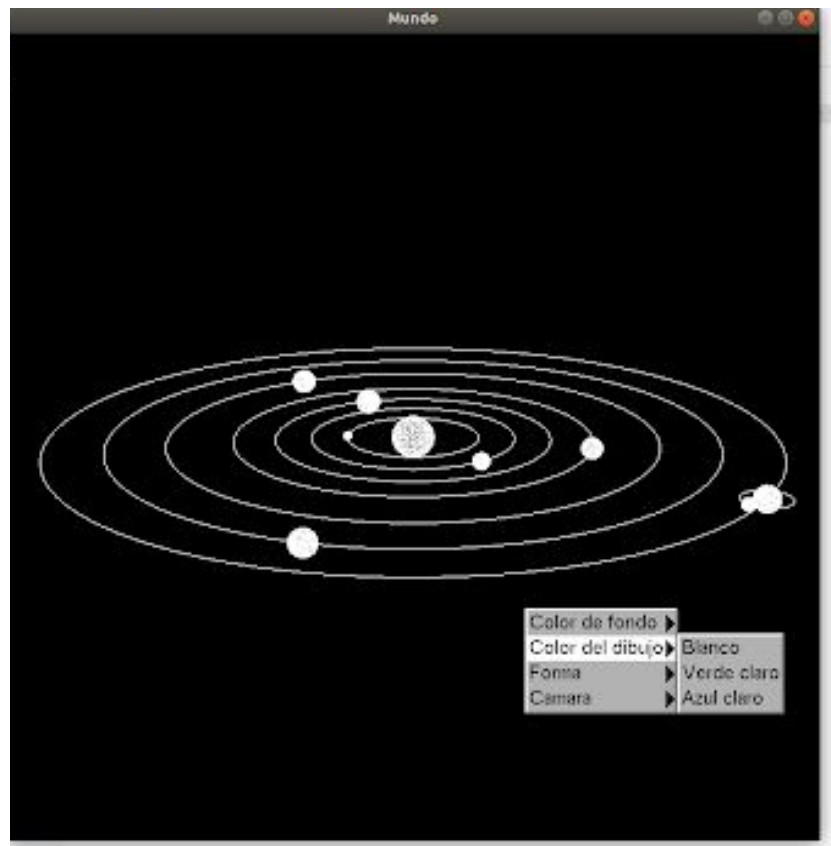 Mundo
Color de fondo
Color del dibujo
Forma
Camara
Blanco
Verde claro
Azul claro